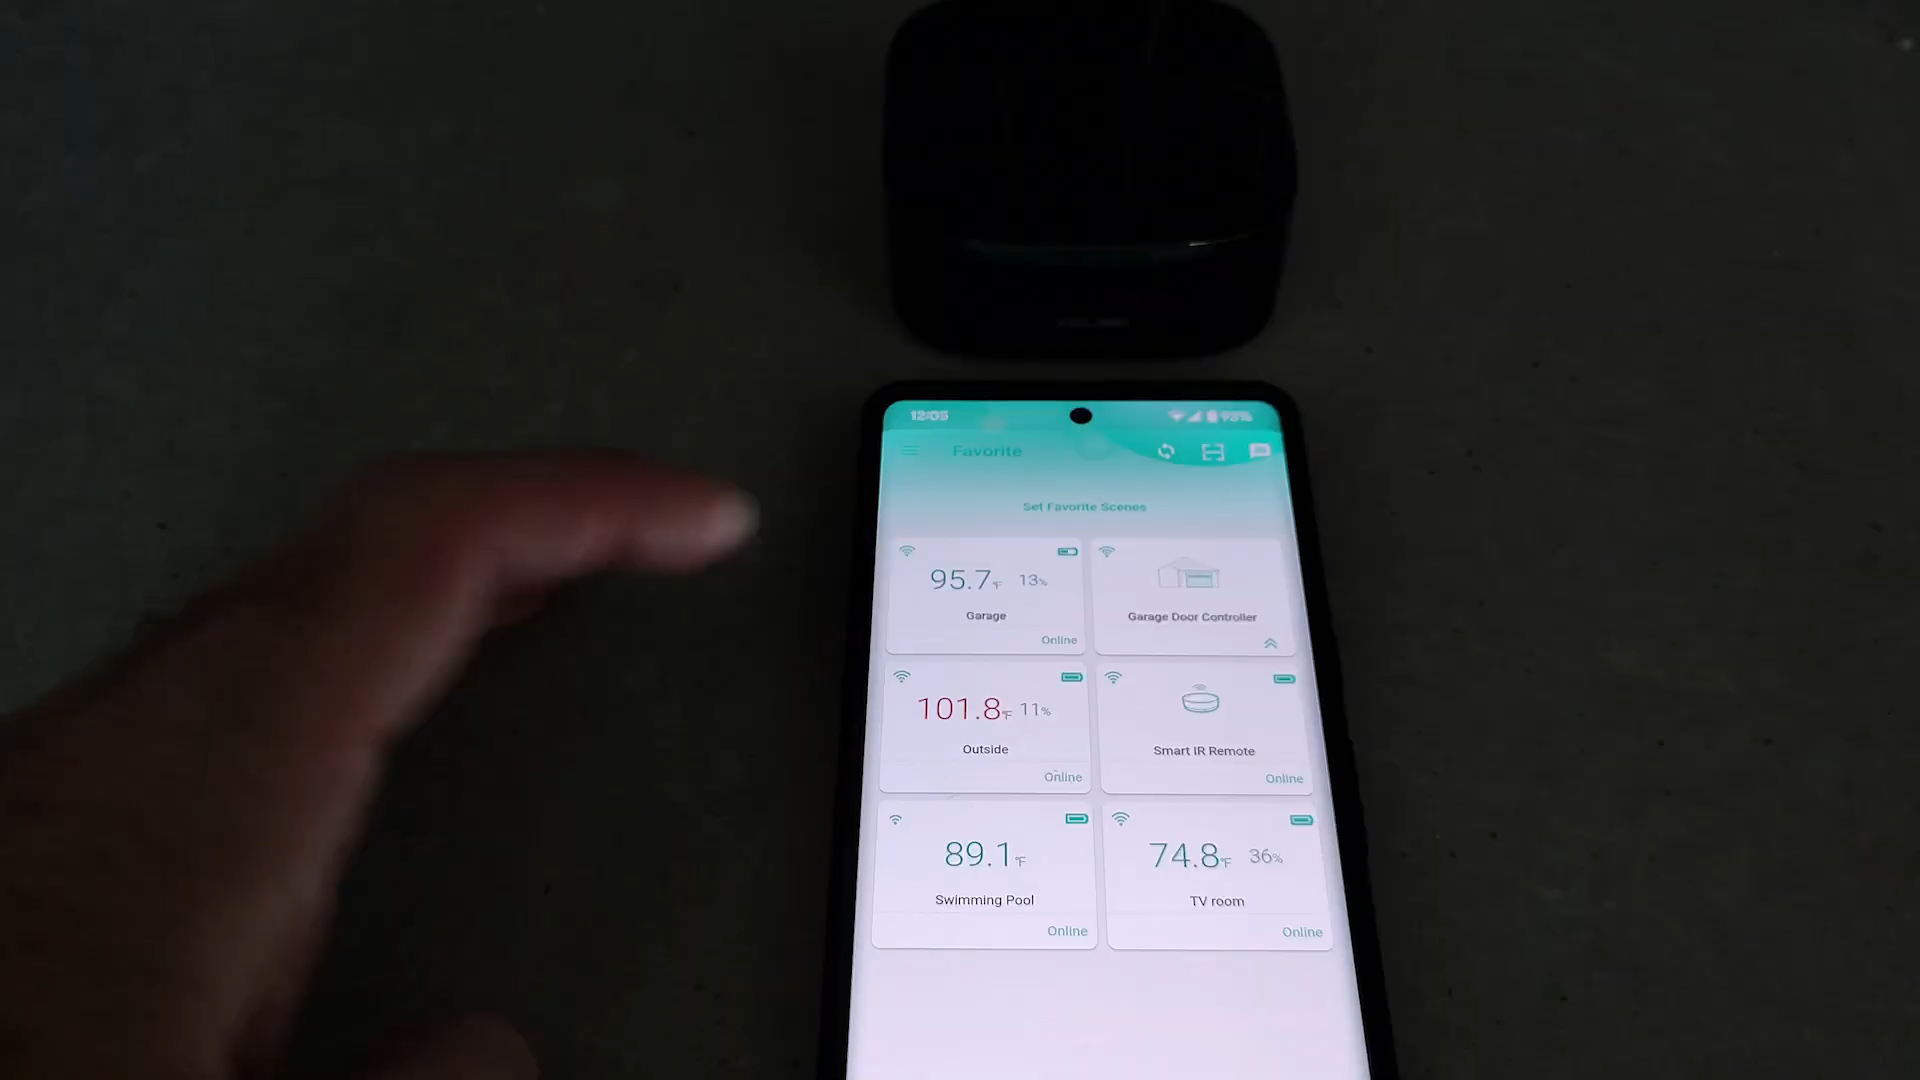 12:05
Favorite
Set Favorite Scenes
95.7°F 13%
Garage
Online
Garage Door Controller
101.8°F 11%
Outside
Online
Smart IR Remote
Online
89.1°F
Swimming Pool
Online
74.8°F 36%
TV room
Online